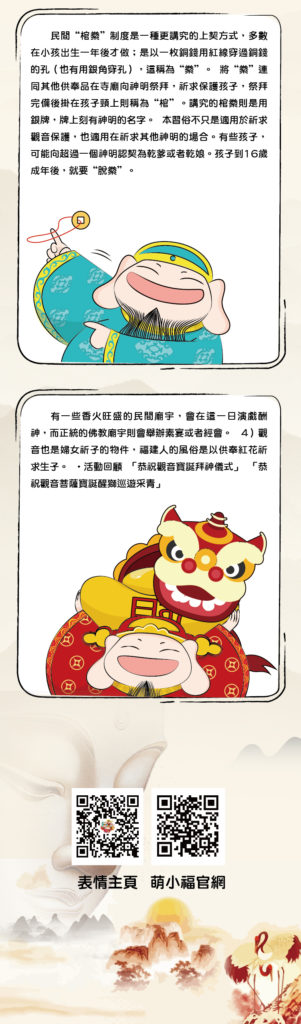 民間“棺絭”制度是一種更講究的上契方式，多數
在小孩出生一年後才做；是以一枚銅錢用紅線穿過銅錢
的孔（也有用銀角穿孔），這稱為“絭”。 將“絭”連
同其他供奉品在寺廟向神明祭拜，祈求保護孩子，祭拜
完備後掛在孩子頸上則稱為“棺”。講究的棺絭則是用
銀牌，牌上刻有神明的名字。 本習俗不只是適用於祈求
觀音保護，也適用在祈求其他神明的場合。有些孩子，
可能向超過一個神明認契為乾爹或者乾娘。孩子到16歲
成年後，就要“脫絭”。
有一些香火旺盛的民間廟宇，會在這一日演戲酬
神，而正統的佛教廟宇則會舉辦素宴或者經會。 4）觀
音也是婦女祈子的物件，福建人的風俗是以供奉紅花祈
求生子。 ·活動回顧 「恭祝觀音寶誕拜神儀式」「恭
祝觀音菩薩寶誕醒獅巡遊采青」
表情主頁 萌小福官網